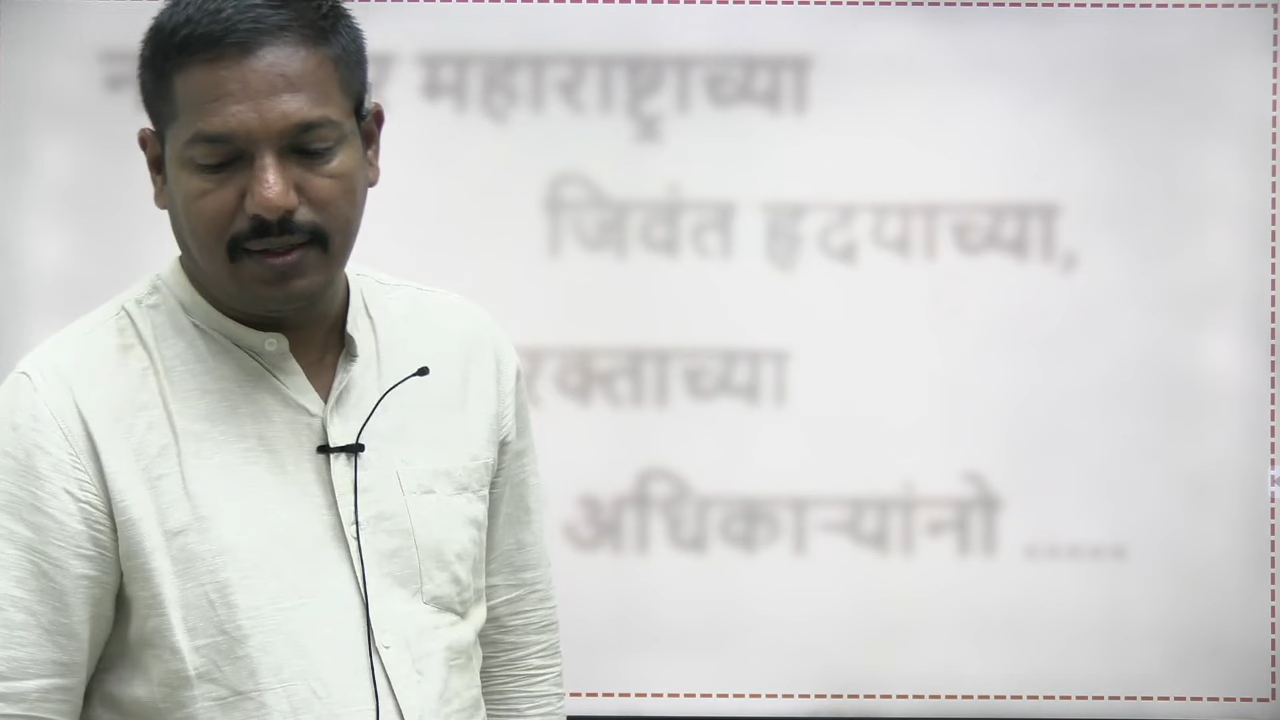 महाराष्ट्राच्या
जिवंत हृदयाच्या,
रक्ताच्या
अधिकाऱ्यांनो .....